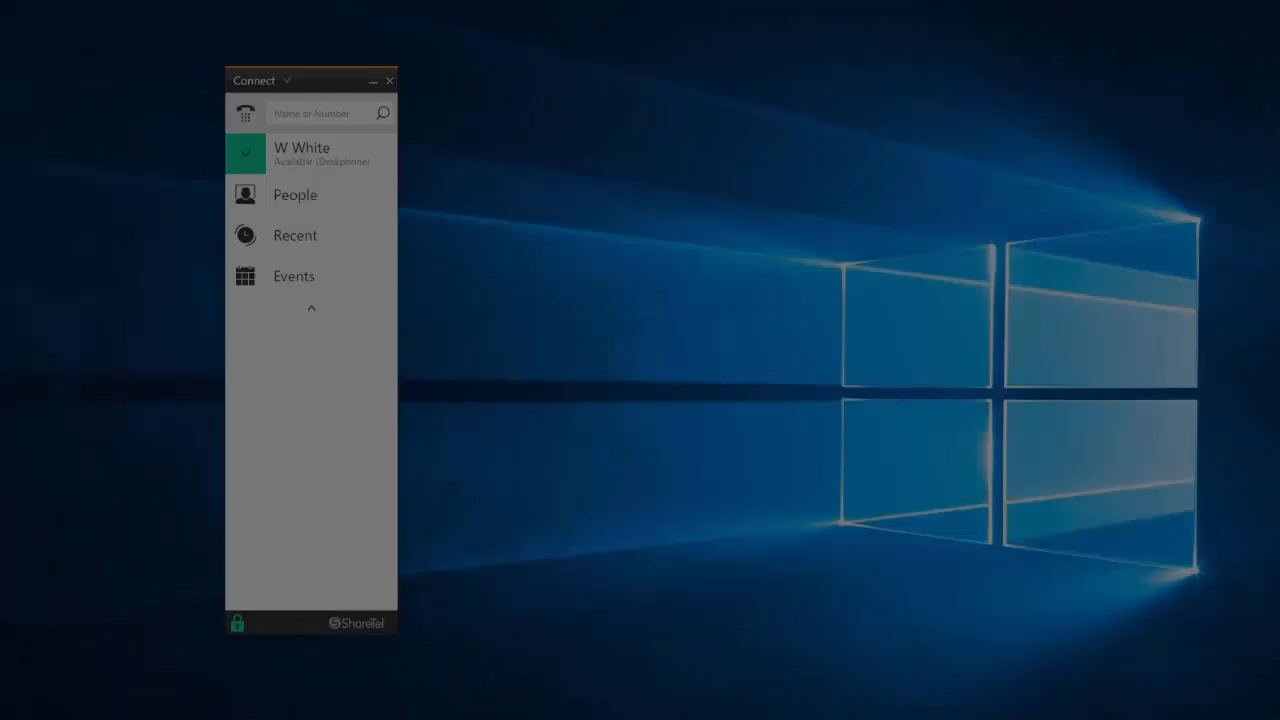 Connect
Name or Number
W White
Available (Deskphone)
People
Recent
Events
ShoreTel